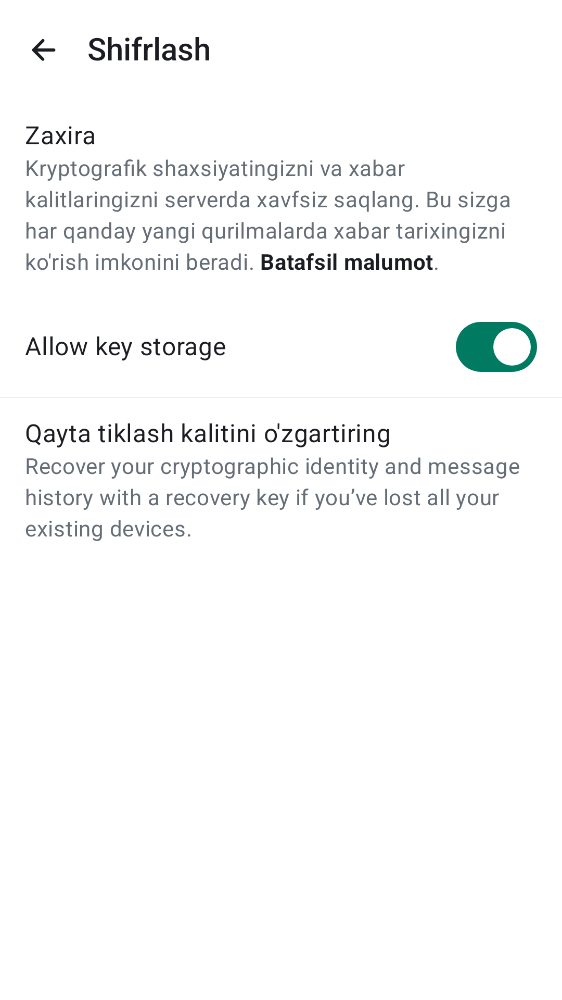 Shifrlash
Zaxira
Kryptografik shaxsiyatingizni va xabar
kalitlaringizni serverda xavfsiz saqlang. Bu sizga
har qanday yangi qurilmalarda xabar tarixingizni
ko'rish imkonini beradi. Batafsil malumot.
Allow key storage
Qayta tiklash kalitini o'zgartiring
Recover your cryptographic identity and message
history with a recovery key if you’ve lost all your
existing devices.